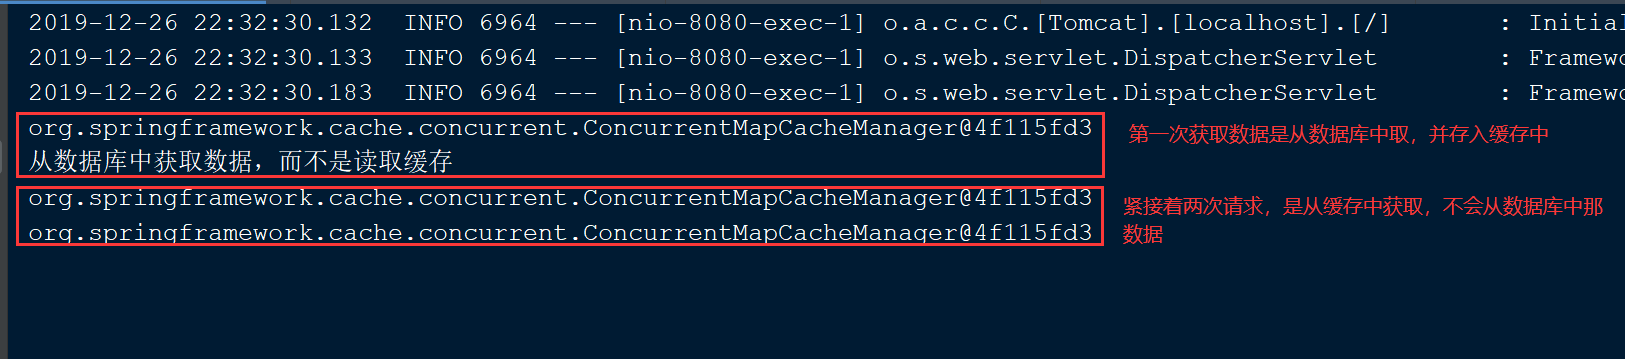 2019-12-26 22:32:30.132  INFO 6964 --- [nio-8080-exec-1] o.a.c.c.C.[Tomcat].[localhost].[/]       : Initial
2019-12-26 22:32:30.133  INFO 6964 --- [nio-8080-exec-1] o.s.web.servlet.DispatcherServlet        : Framewo
2019-12-26 22:32:30.183  INFO 6964 --- [nio-8080-exec-1] o.s.web.servlet.DispatcherServlet        : Framewo
org.springframework.cache.concurrent.ConcurrentMapCacheManager@4f115fd3
第一次获取数据是从数据库中取，并存入缓存中
从数据库中获取数据，而不是读取缓存
org.springframework.cache.concurrent.ConcurrentMapCacheManager@4f115fd3
org.springframework.cache.concurrent.ConcurrentMapCacheManager@4f115fd3
紧接着两次请求，是从缓存中获取，不会从数据库中那
数据